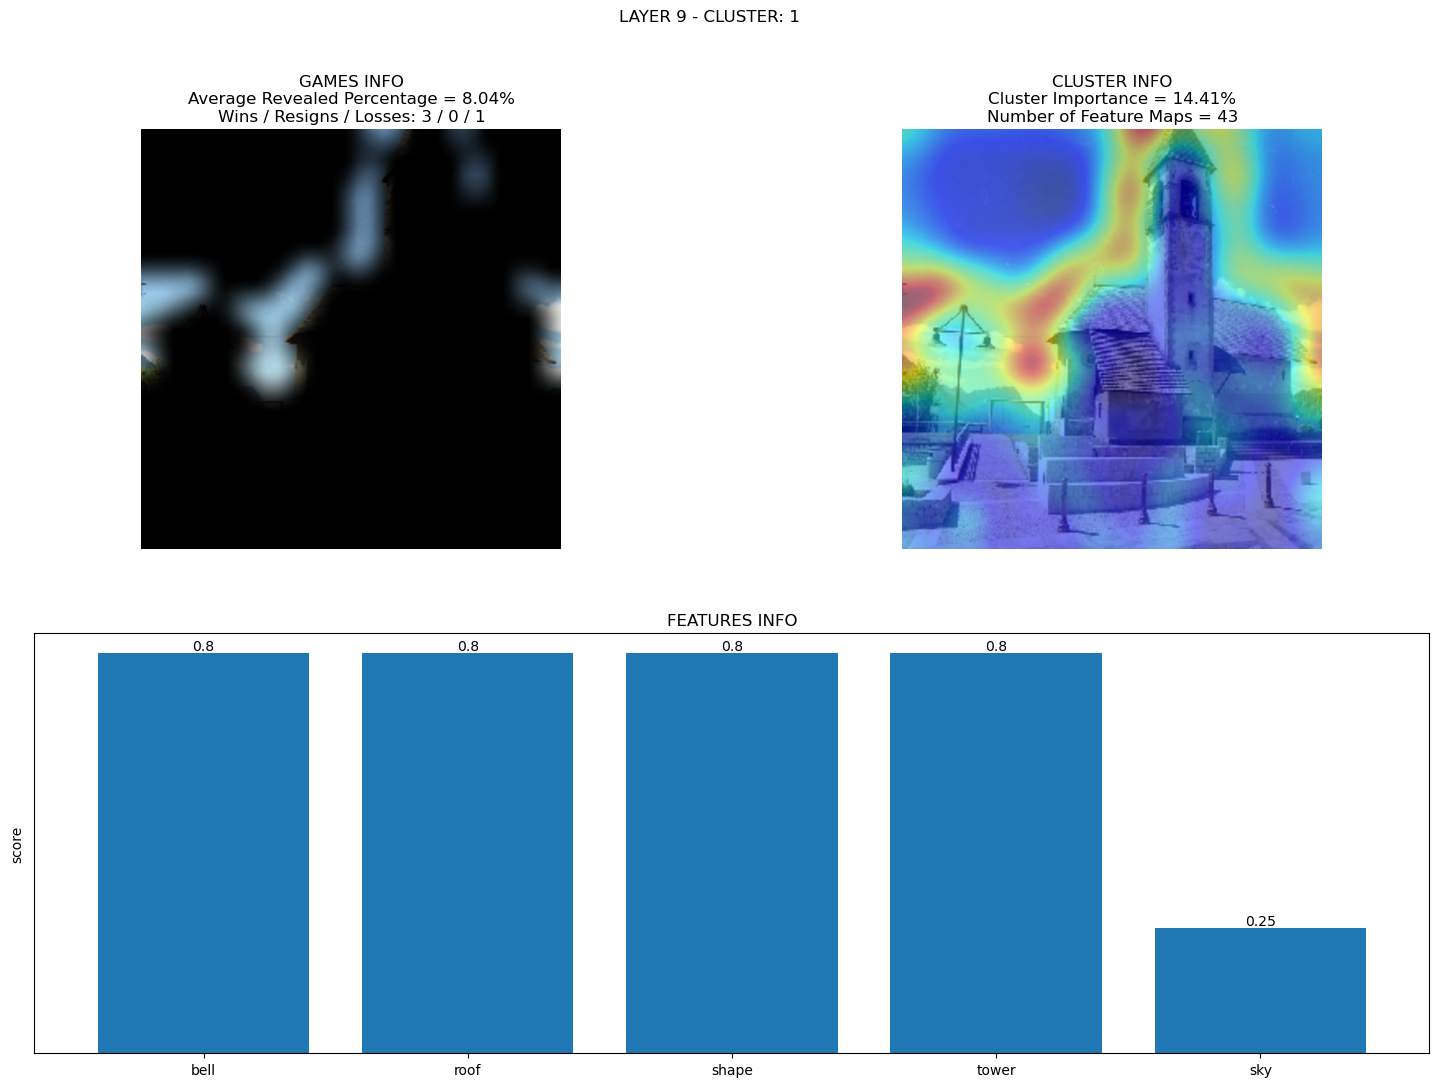 LAYER 9 - CLUSTER: 1
GAMES INFO
Average Revealed Percentage = 8.04%
Wins / Resigns / Losses: 3 / 0 / 1
CLUSTER INFO
Cluster Importance = 14.41%
Number of Feature Maps = 43
FEATURES INFO
score
0.8
0.8
0.8
0.8
0.25
bell
roof
shape
tower
sky